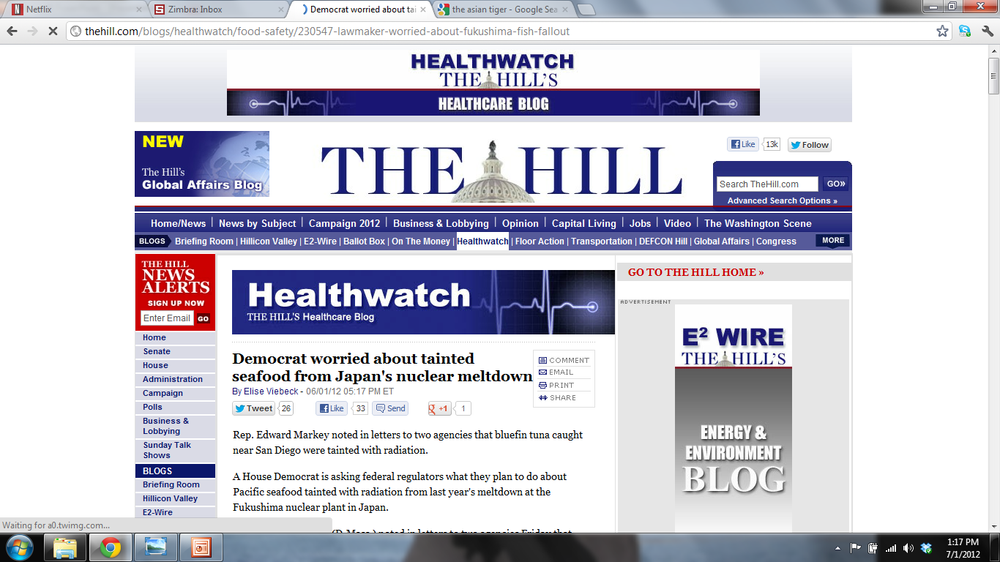 Netflix
Zimbra: Inbox
Democrat worried about tai
the asian tiger - Google Sea
thehill.com/blogs/healthwatch/food-safety/230547-lawmaker-worried-about-fukushima-fish-fallout
HEALTHWATCH
THE HILL'S
HEALTHCARE BLOG
NEW
The Hill's
Global Affairs Blog
THE HILL
Like 13k Follow
Search TheHill.com GO»
Advanced Search Options »
Home/News | News by Subject | Campaign 2012 | Business & Lobbying | Opinion | Capital Living | Jobs | Video | The Washington Scene
BLOGS Briefing Room | Hillicon Valley | E2-Wire | Ballot Box | On The Money | Healthwatch | Floor Action | Transportation | DEFCON Hill | Global Affairs | Congress MORE
THE HILL
NEWS
ALERTS
SIGN UP NOW
Enter Email GO
Home
Senate
House
Administration
Campaign
Polls
Business &
Lobbying
Sunday Talk
Shows
BLOGS
Briefing Room
Hillicon Valley
E2-Wire
Healthwatch
THE HILL'S Healthcare Blog
Democrat worried about tainted
seafood from Japan's nuclear meltdown
By Elise Viebeck - 06/01/12 05:17 PM ET
Tweet 26 Like 33 Send +1 1
COMMENT
EMAIL
PRINT
SHARE
Rep. Edward Markey noted in letters to two agencies that bluefin tuna caught
near San Diego were tainted with radiation.
A House Democrat is asking federal regulators what they plan to do about
Pacific seafood tainted with radiation from last year's meltdown at the
Fukushima nuclear plant in Japan.
(D-Mass.) noted in letters to two agencies Friday that
GO TO THE HILL HOME »
ADVERTISEMENT
E² WIRE
THE HILL'S
ENERGY &
ENVIRONMENT
BLOG
Waiting for a0.twimg.com...
1:17 PM
7/1/2012